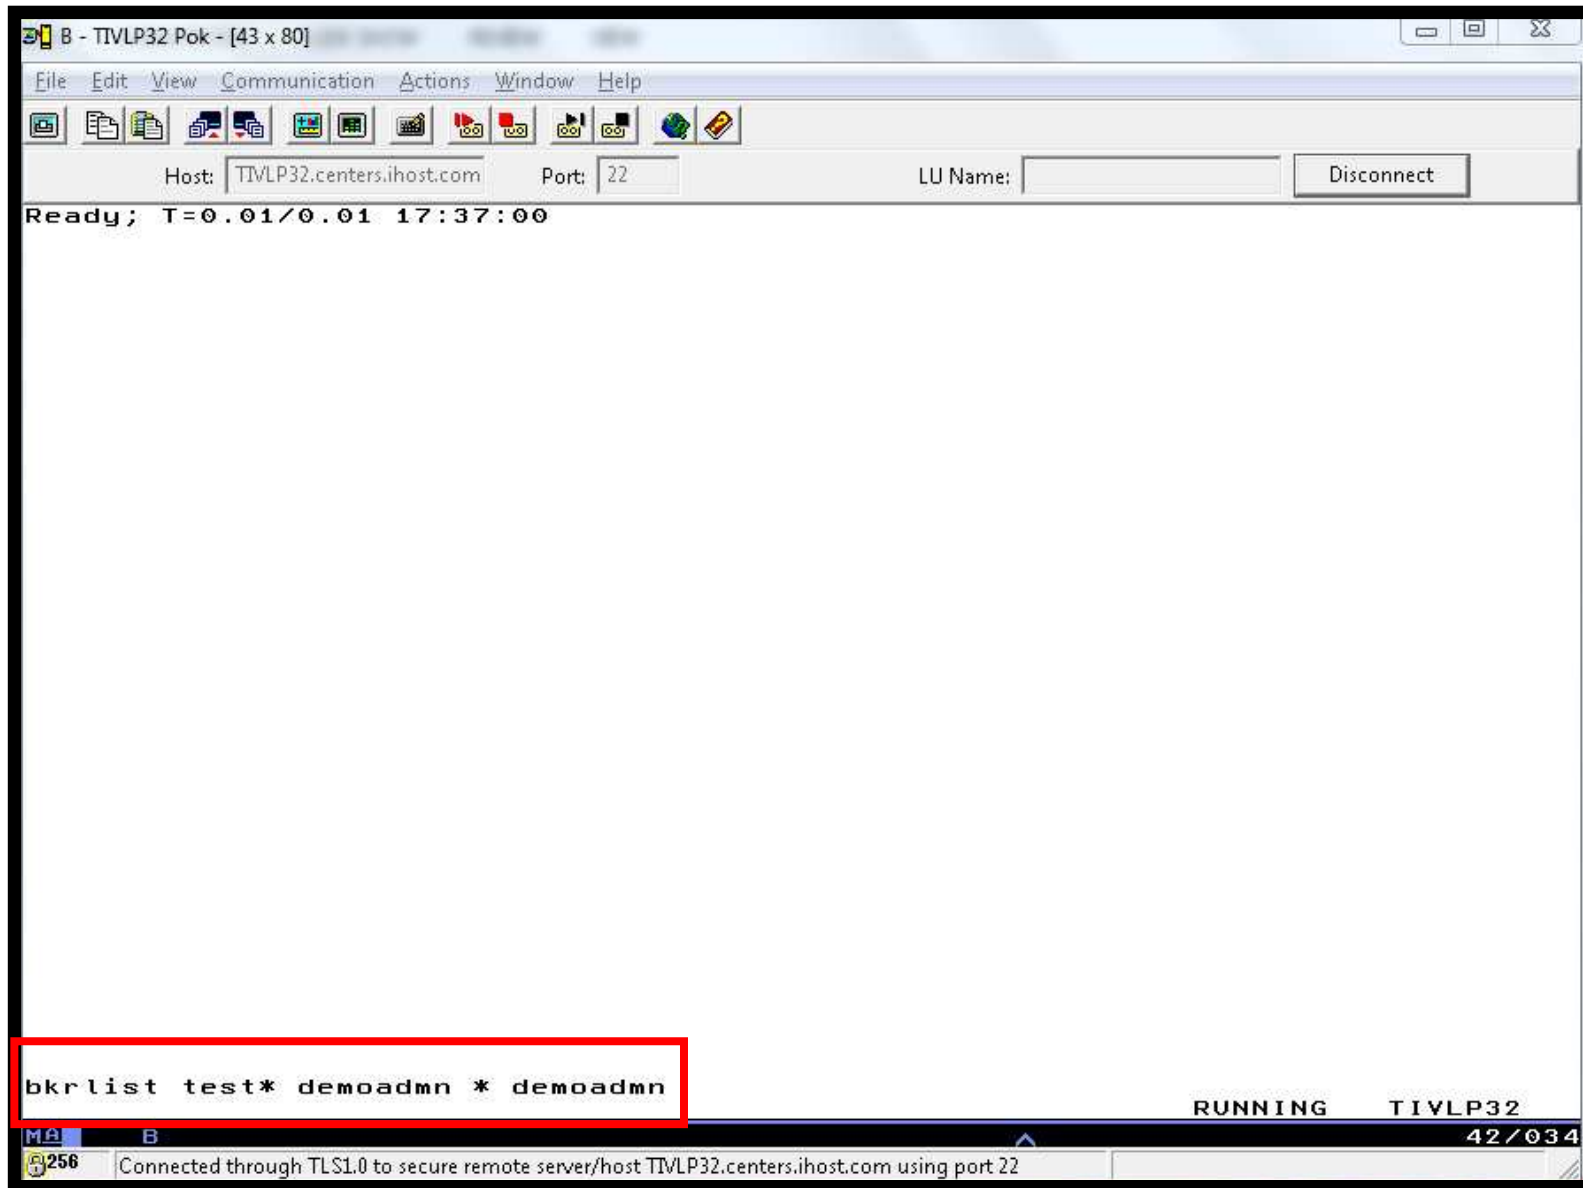 B - TIVLP32 Pok - [43 x 80]
File Edit View Communication Actions Window Help
Host: TIVLP32.centers.ihost.com Port: 22 LU Name: Disconnect
Ready; T=0.01/0.01 17:37:00
bkrlist test* demoadmn * demoadmn
RUNNING TIVLP32
MA B 42/034
256 Connected through TLS1.0 to secure remote server/host TIVLP32.centers.ihost.com using port 22